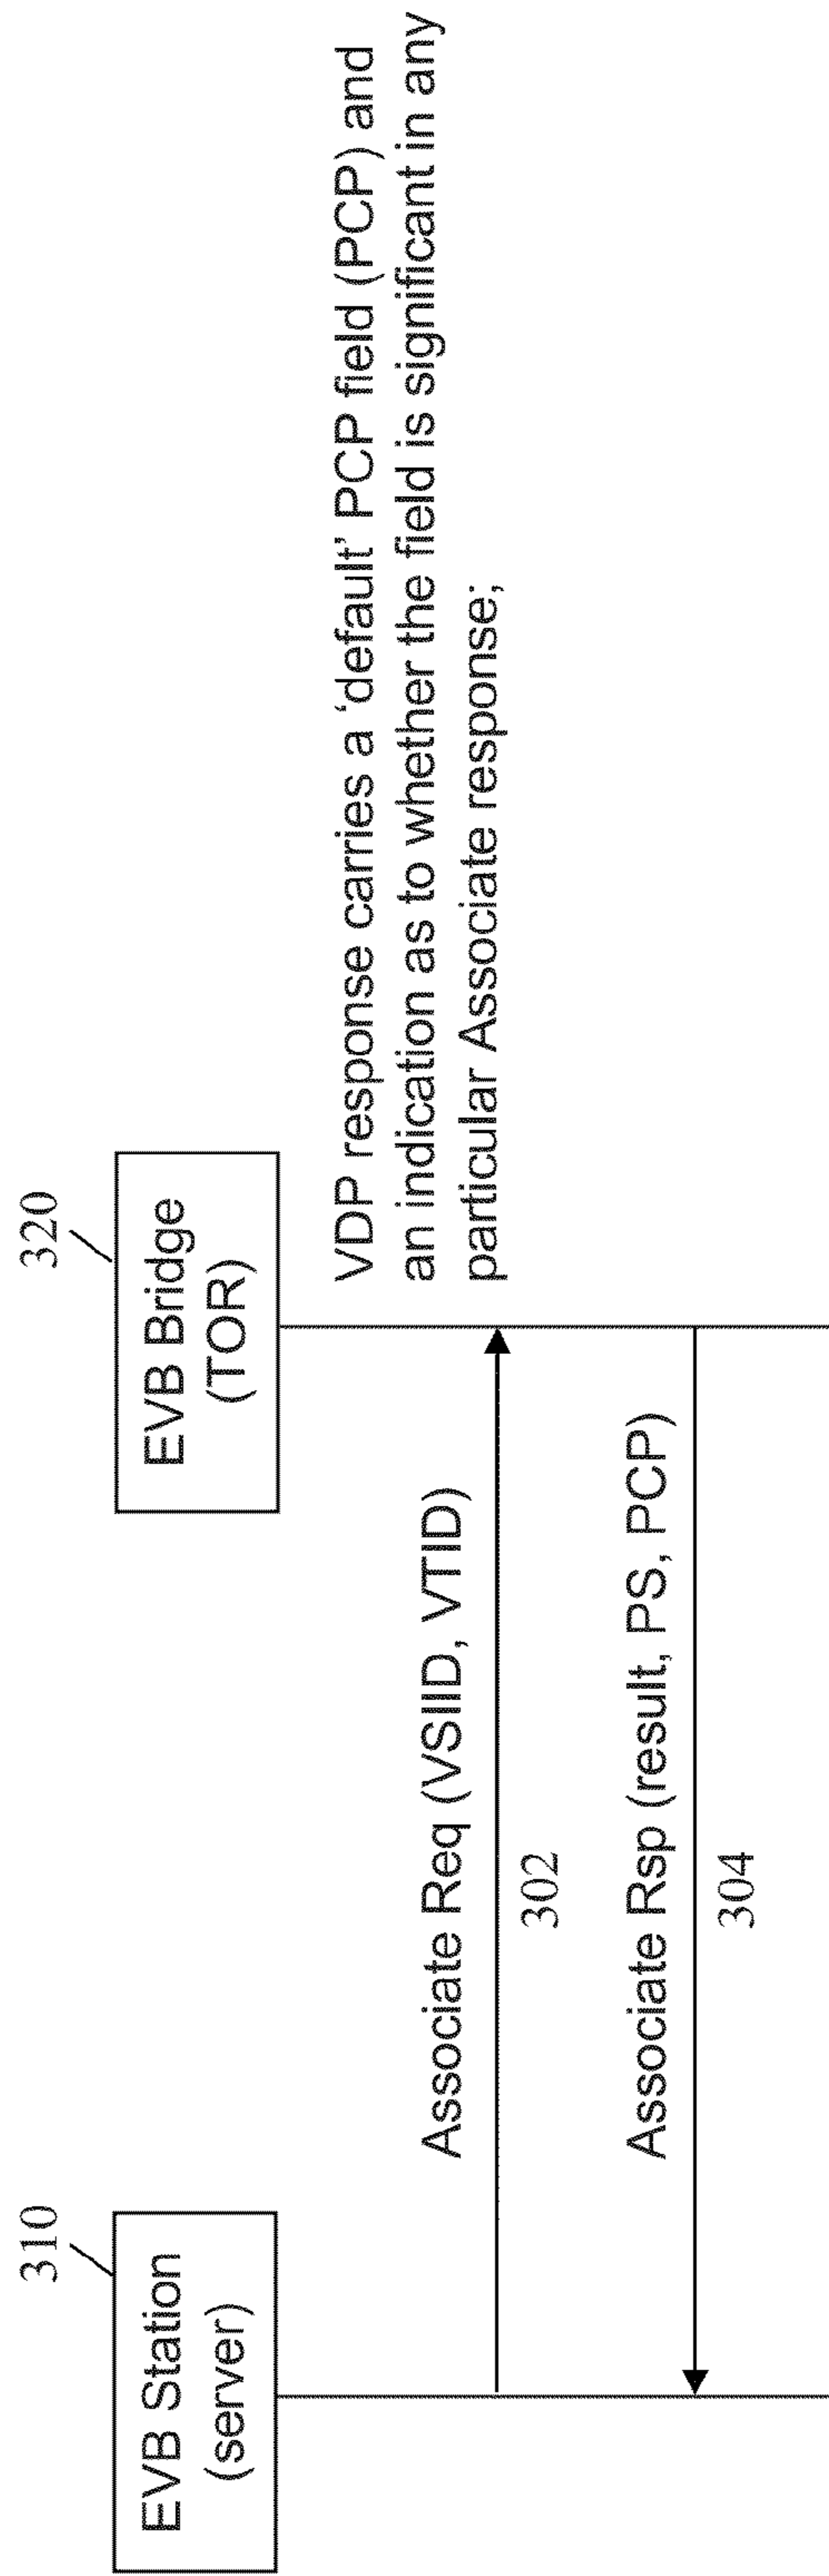 310
EVB Station
(server)
320
EVB Bridge
(TOR)
VDP response carries a ‘default’ PCP field (PCP) and
an indication as to whether the field is significant in any
particular Associate response;
Associate Req (VSIID, VTID)
302
Associate Rsp (result, PS, PCP)
304